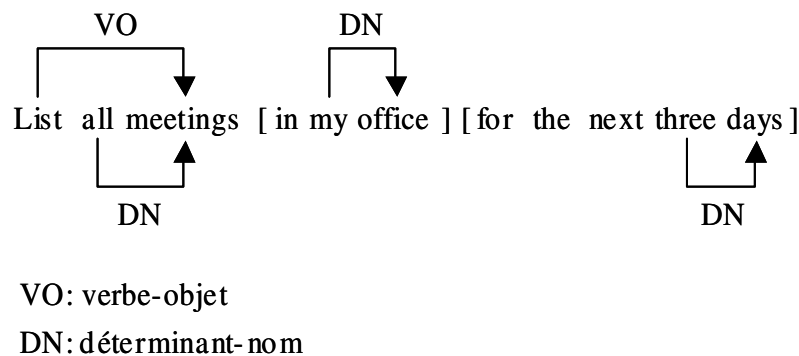 VO DN
List all meetings [ in my office ] [ for the next three days ]
DN DN
VO: verbe-objet
DN: déterminant-nom